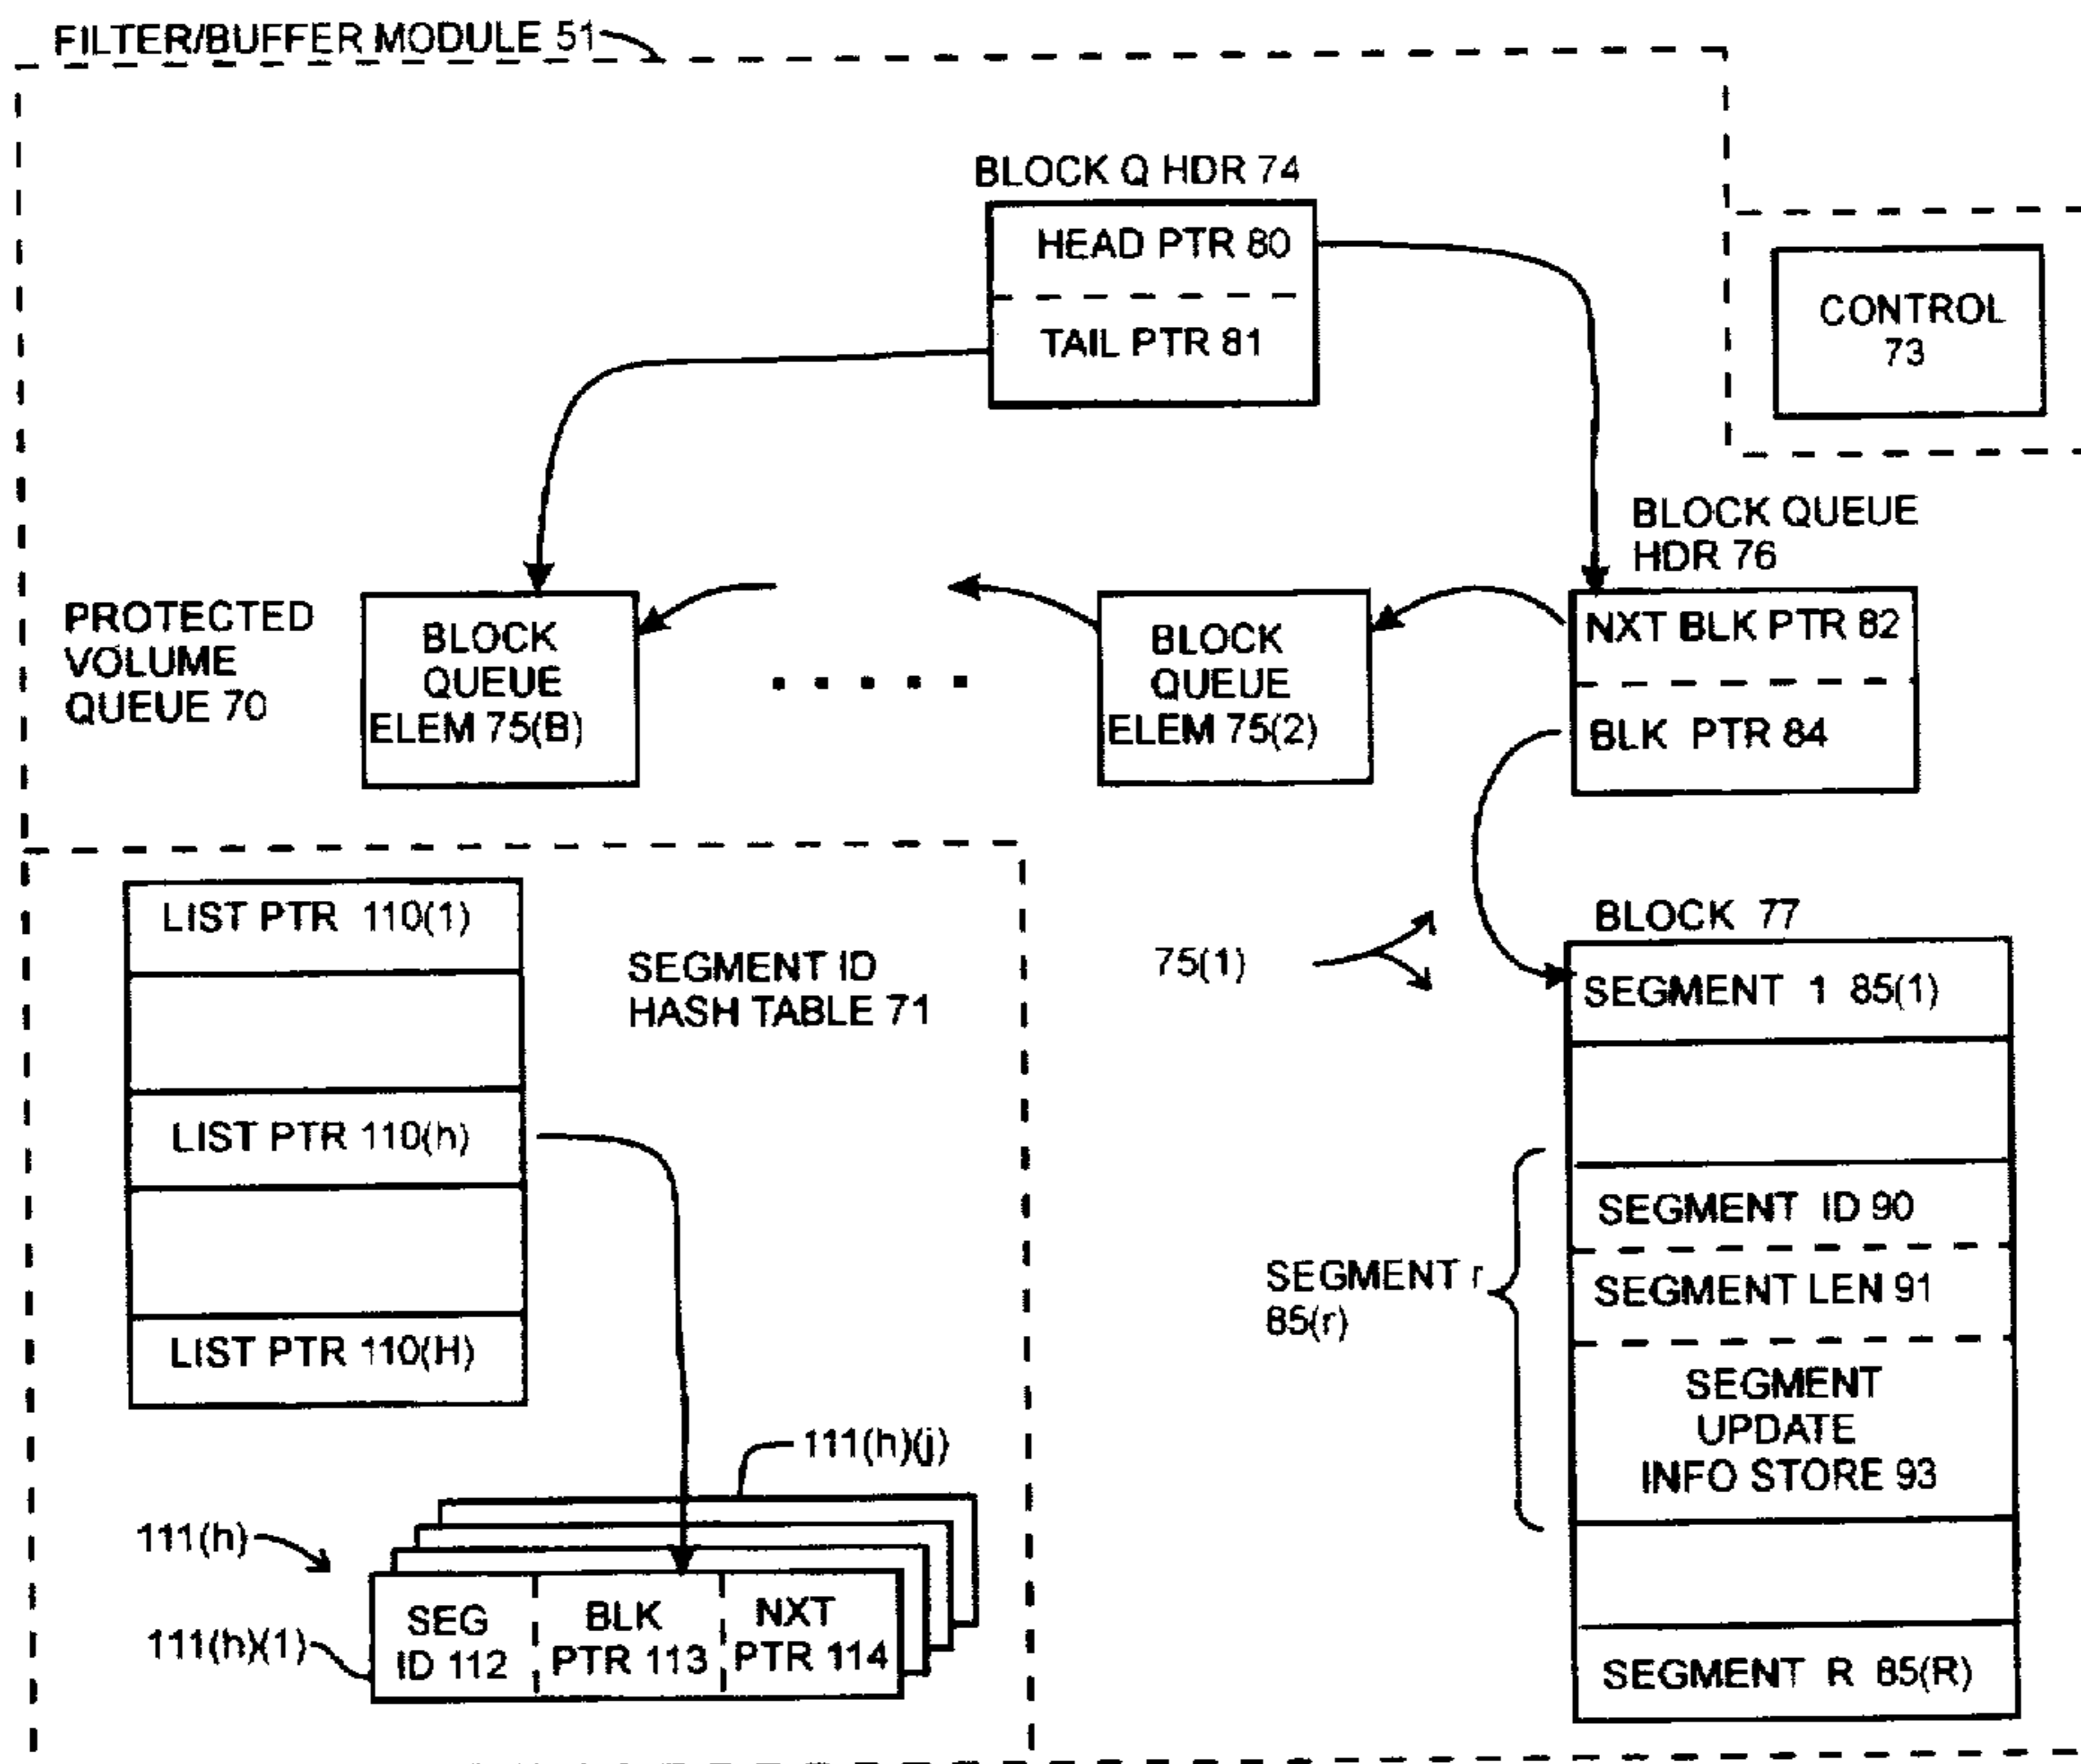 FILTER/BUFFER MODULE 51
BLOCK Q HDR 74
HEAD PTR 80
TAIL PTR 81
CONTROL
73
BLOCK QUEUE
HDR 76
NXT BLK PTR 82
BLK PTR 84
PROTECTED
VOLUME
QUEUE 70
BLOCK
QUEUE
ELEM 75(B)
BLOCK
QUEUE
ELEM 75(2)
LIST PTR 110(1)
SEGMENT ID
HASH TABLE 71
LIST PTR 110(h)
LIST PTR 110(H)
111(h)(j)
111(h)
111(h)(1)
SEG
ID 112
BLK
PTR 113
NXT
PTR 114
75(1)
BLOCK 77
SEGMENT 1 85(1)
SEGMENT r
85(r)
SEGMENT ID 90
SEGMENT LEN 91
SEGMENT
UPDATE
INFO STORE 93
SEGMENT R 85(R)